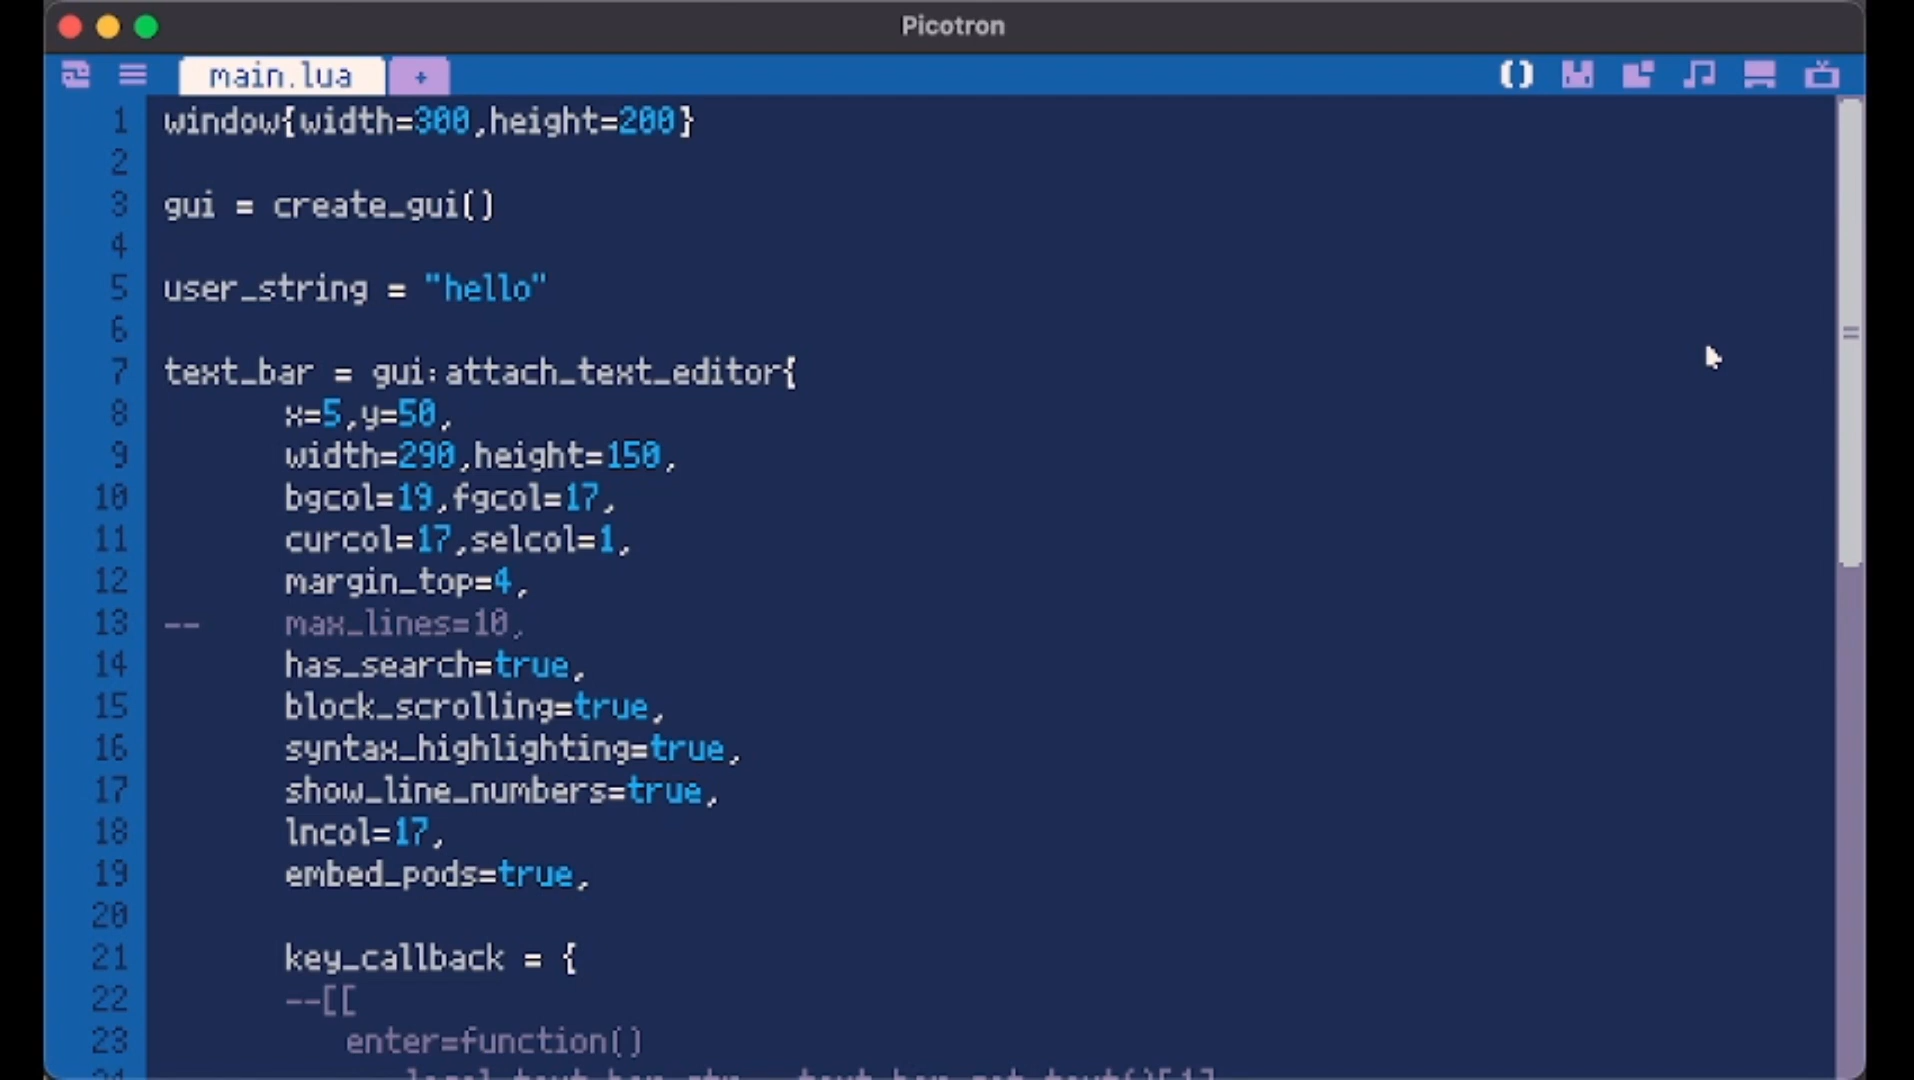 Picotron
main.lua +
1 window{width=300,height=200}
2
3 gui = create_gui()
4
5 user_string = "hello"
6
7 text_bar = gui:attach_text_editor{
8 x=5,y=50,
9 width=290,height=150,
10 bgcol=19,fgcol=17,
11 curcol=17,selcol=1,
12 margin_top=4,
13 -- max_lines=10,
14 has_search=true,
15 block_scrolling=true,
16 syntax_highlighting=true,
17 show_line_numbers=true,
18 lncol=17,
19 embed_pods=true,
20
21 key_callback = {
22 --[[
23 enter=function()